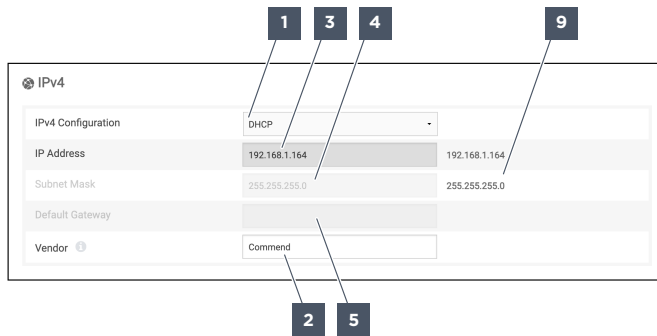 1 3 4 9
IPv4
IPv4 Configuration DHCP
IP Address 192.168.1.164 192.168.1.164
Subnet Mask 255.255.255.0 255.255.255.0
Default Gateway
Vendor i Commend
2 5